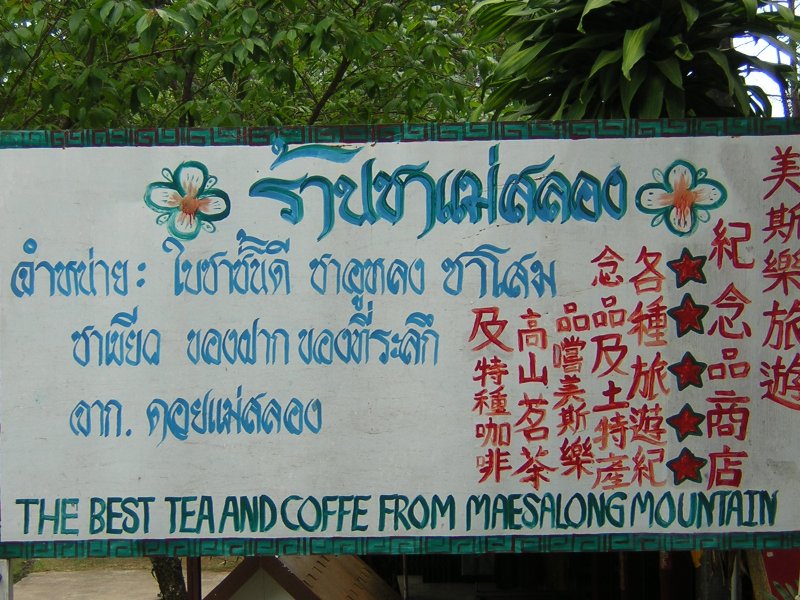 ร้านใบชาแม่สลอง
จำหน่าย: ใบชาชั้นดี ชาอูหลง ชาโสม
ชาเขียว ของฝาก ของที่ระลึก
จาก. ดอยแม่สลอง
美斯樂旅遊
紀念品商店
★★★★★
各種旅遊紀
念品及土特產
品嚐美斯樂
高山茗茶
及特種咖啡
THE BEST TEA AND COFFE FROM MAESALONG MOUNTAIN